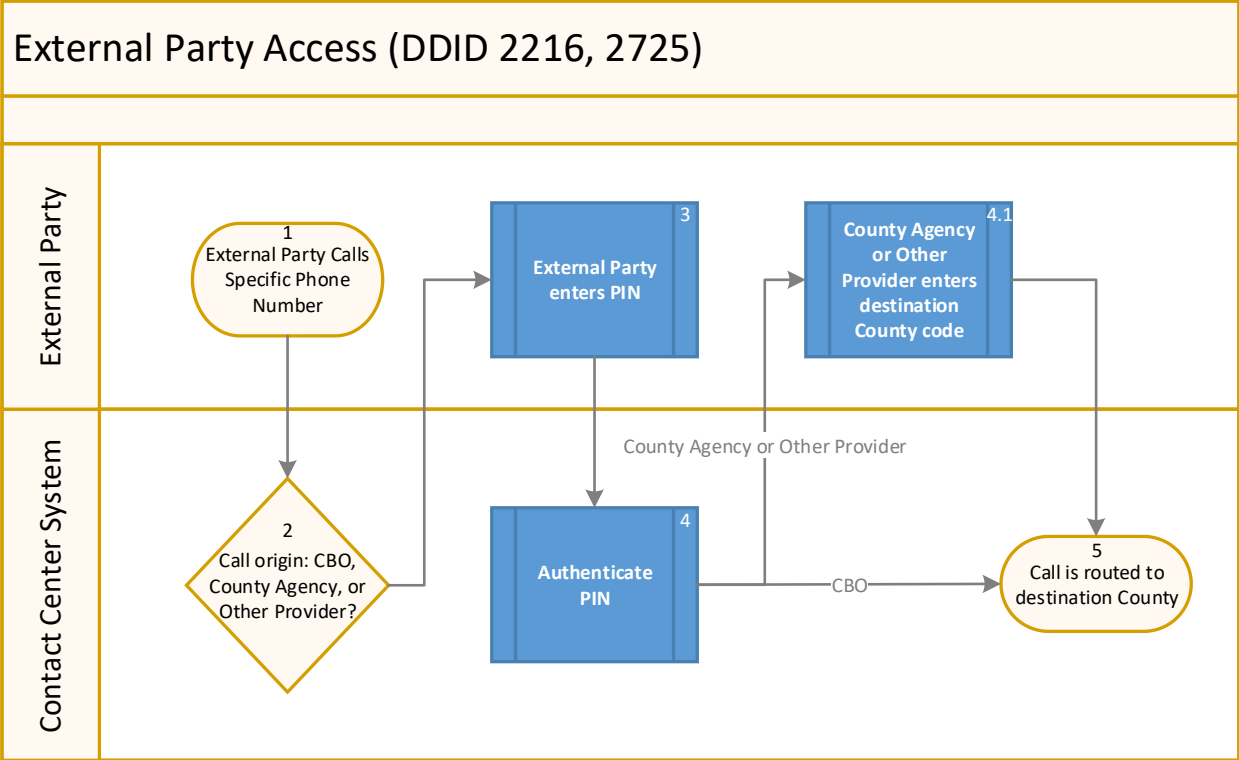 External Party Access (DDID 2216, 2725)
External Party
1
External Party Calls
Specific Phone
Number
3
External Party
enters PIN
4.1
County Agency
or Other
Provider enters
destination
County code
Contact Center System
2
Call origin: CBO,
County Agency, or
Other Provider?
County Agency or Other Provider
4
Authenticate
PIN
CBO
5
Call is routed to
destination County